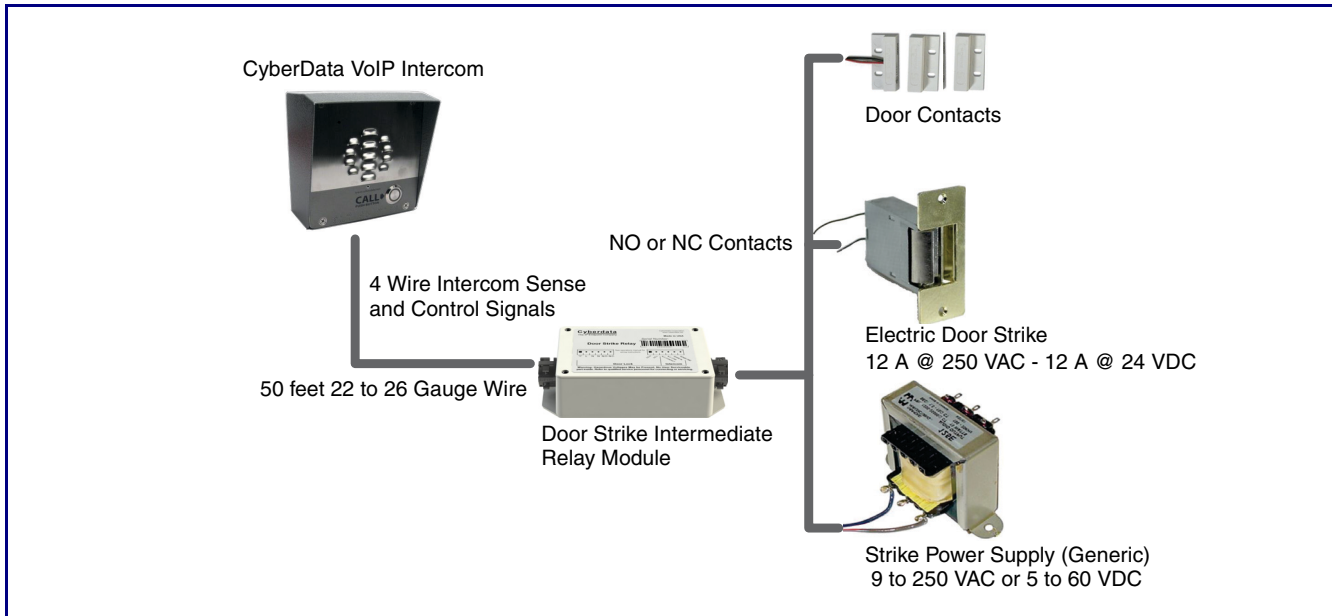 CyberData VoIP Intercom
CALL
Door Contacts
NO or NC Contacts
4 Wire Intercom Sense
and Control Signals
Cyberdata
Door Strike Relay
Electric Door Strike
12 A @ 250 VAC - 12 A @ 24 VDC
50 feet 22 to 26 Gauge Wire
Door Strike Intermediate
Relay Module
Strike Power Supply (Generic)
9 to 250 VAC or 5 to 60 VDC